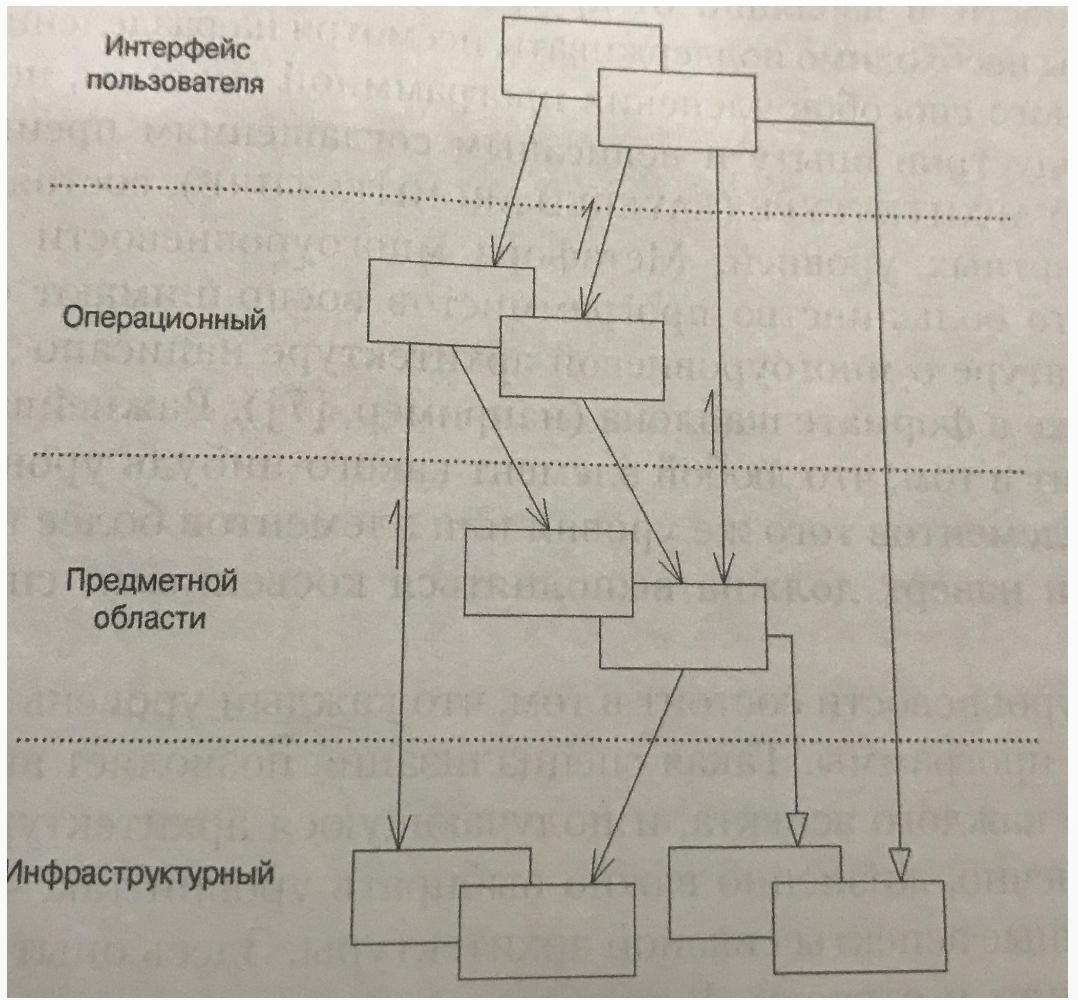 Интерфейс
пользователя
Операционный
Предметной
области
Инфраструктурный